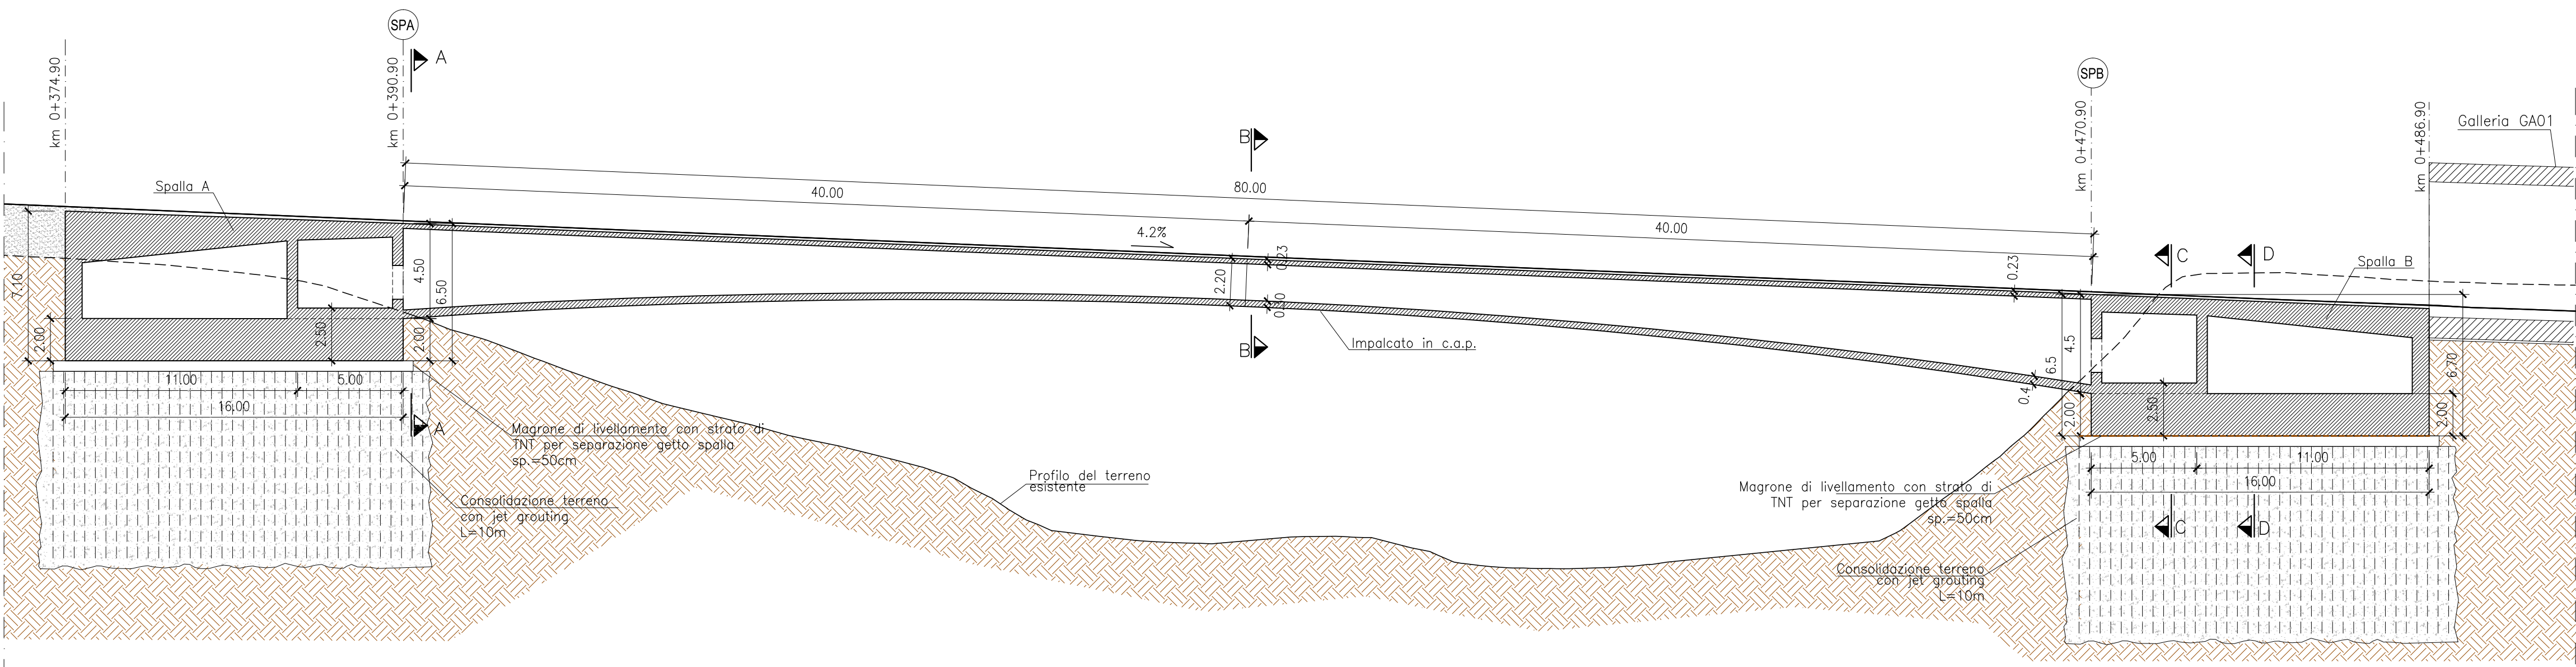 SPA
km 0+374.90
km 0+390.90
A
SPB
km 0+470.90
km 0+486.90
Galleria GA01
B
Spalla A
40.00
80.00
40.00
4.2%
0.23
0.23
C
D
Spalla B
7.10
2.00
2.50
4.50
6.50
2.00
2.20
0.30
B
Impalcato in c.a.p.
0.4
6.5
4.5
2.00
2.50
6.70
2.00
11.00
5.00
16.00
A
Magrone di livellamento con strato di
TNT per separazione getto spalla
sp.=50cm
Consolidazione terreno
con jet grouting
L=10m
Profilo del terreno
esistente
5.00
11.00
16.00
Magrone di livellamento con strato di
TNT per separazione getto spalla
sp.=50cm
C
D
Consolidazione terreno
con jet grouting
L=10m